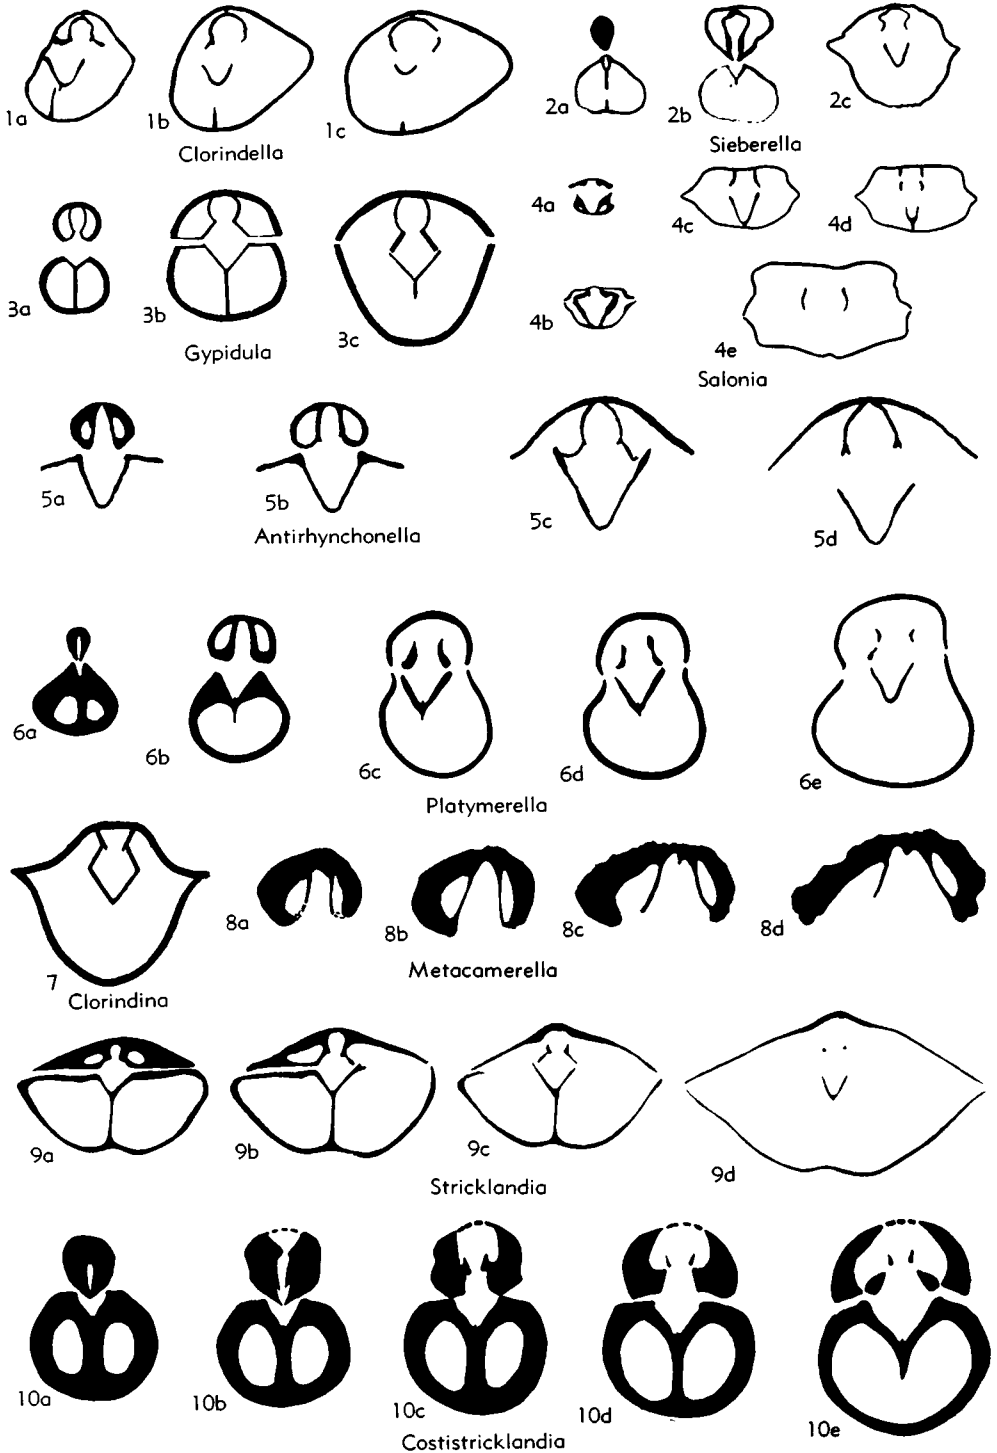 1a 1b 1c 2a 2b 2c
Clorindella Sieberella
4a 4c 4d
3a 3b 3c 4b 4e
Gypidula Salonia
5a 5b 5c 5d
Antirhynchonella
6a 6b 6c 6d 6e
Platymerella
7 8a 8b 8c 8d
Clorindina Metacamerella
9a 9b 9c 9d
Stricklandia
10a 10b 10c 10d 10e
Costistricklandia